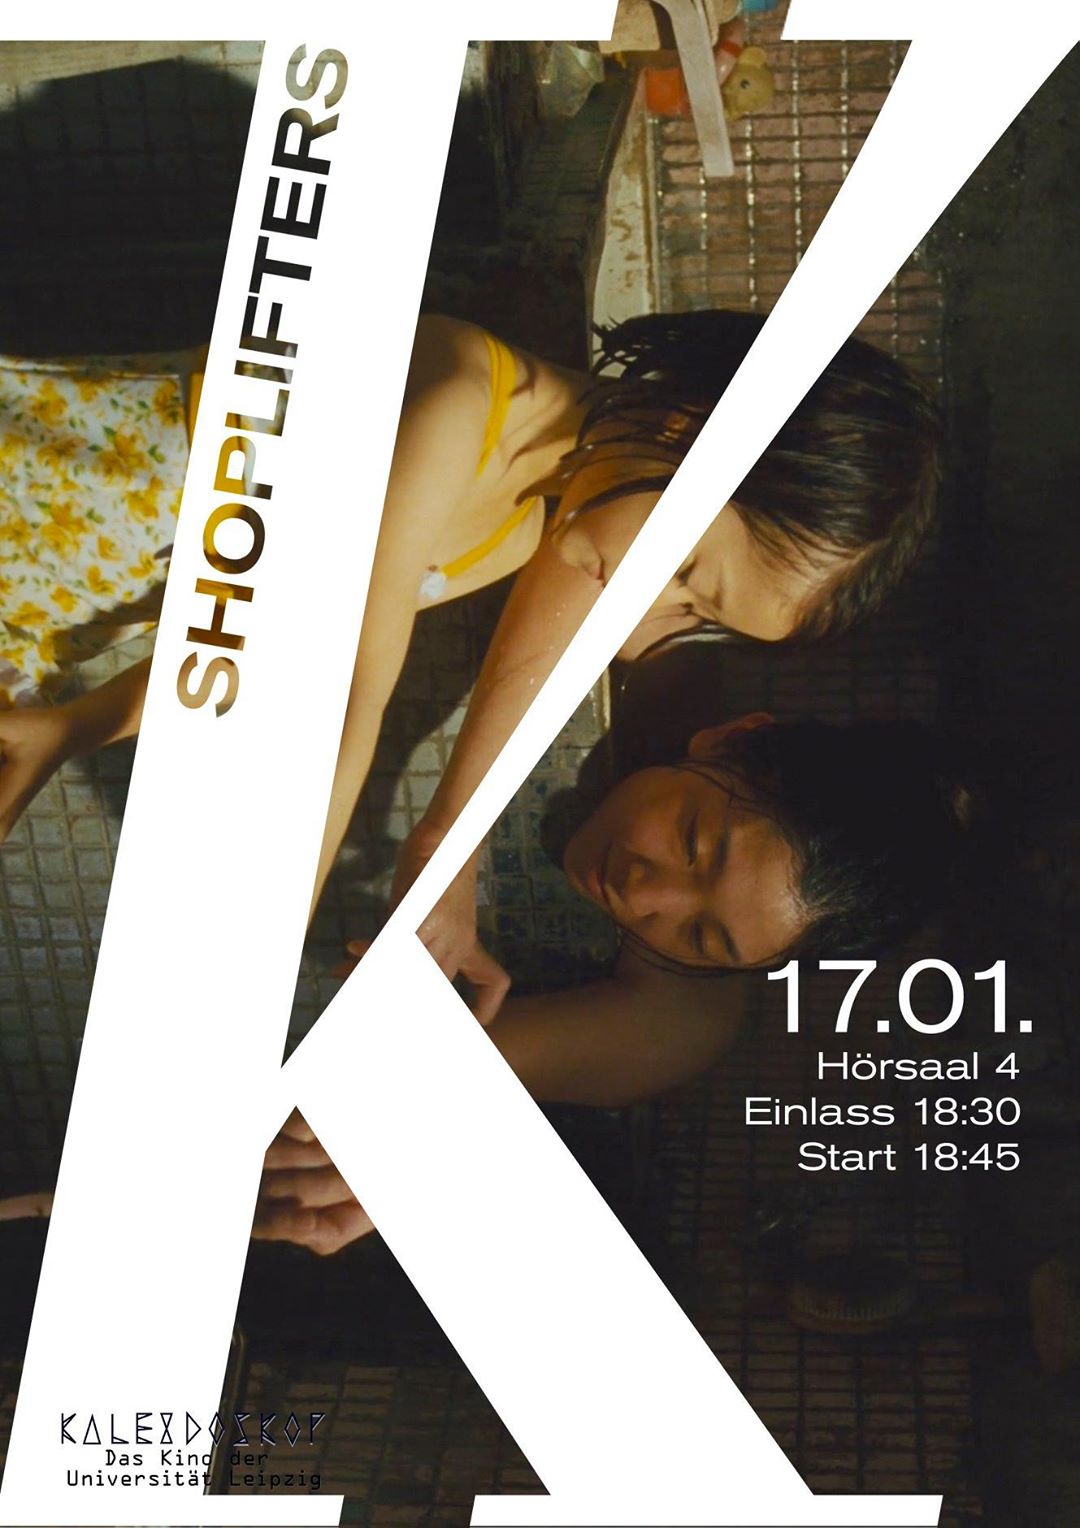 SHOPLIFTERS
17.01.
Hörsaal 4
Einlass 18:30
Start 18:45
KALEIDOSKOP
Das Kino der
Universität Leipzig